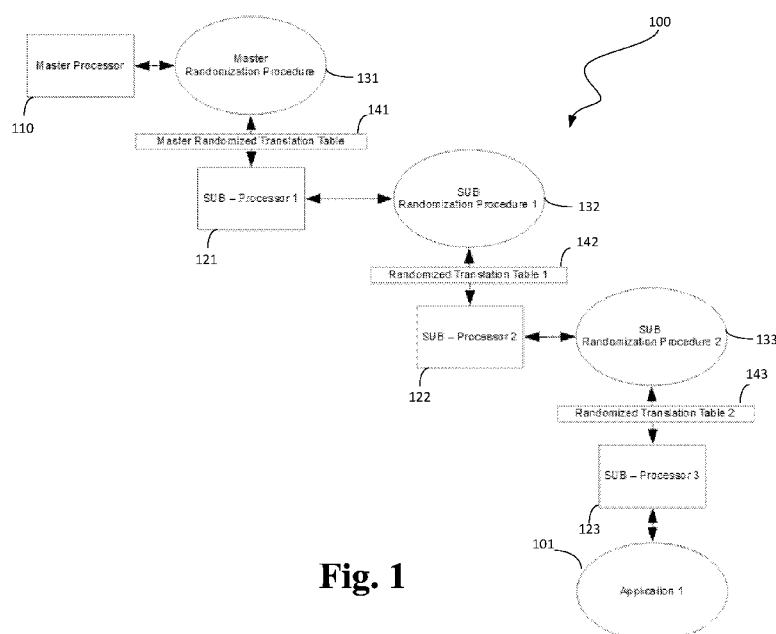 100
Master Processor
Master
Randomization Procedure
131
110
141
Master Randomized Translation Table
SUB – Processor 1
SUB
Randomization Procedure 1
132
121
142
Randomized Translation Table 1
SUB – Processor 2
SUB
Randomization Procedure 2
133
122
143
Randomized Translation Table 2
SUB – Processor 3
123
101
Application 1
Fig. 1